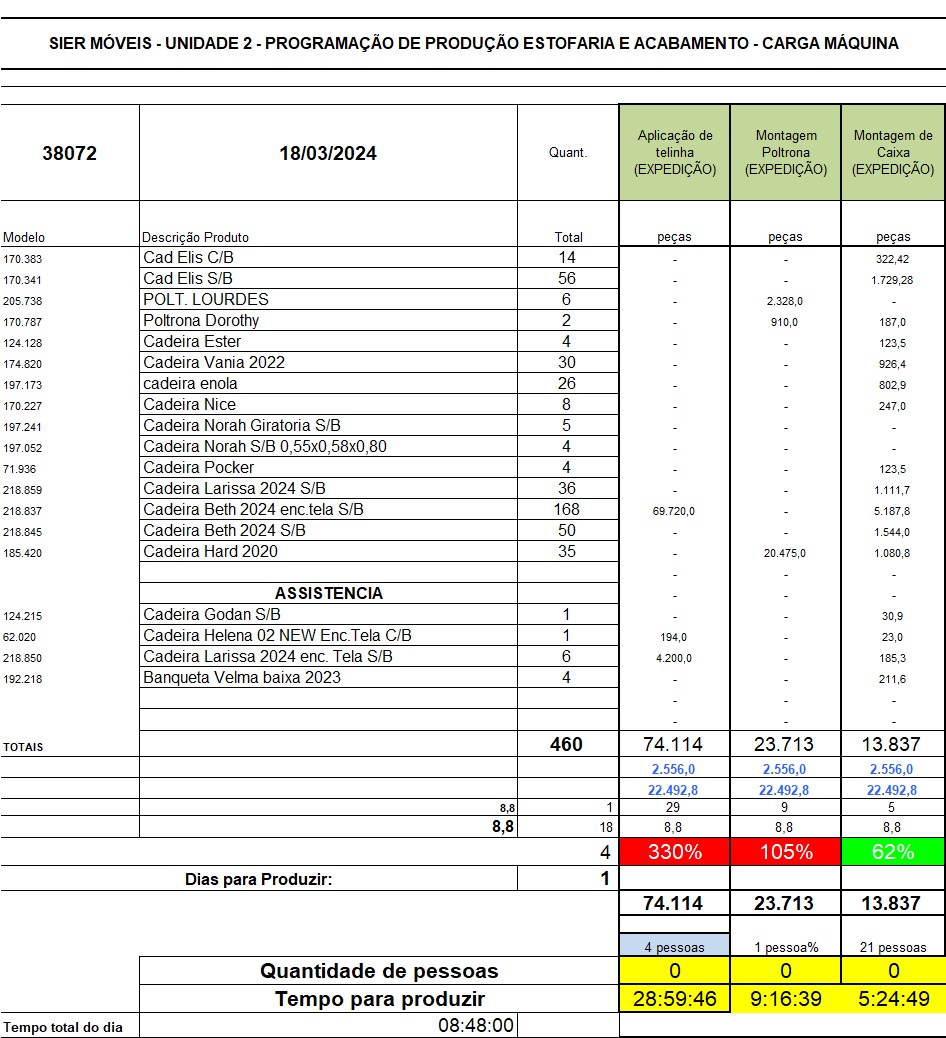 SIER MÓVEIS - UNIDADE 2 - PROGRAMAÇÃO DE PRODUÇÃO ESTOFARIA E ACABAMENTO - CARGA MÁQUINA
38072 18/03/2024 Quant. Aplicação de telinha (EXPEDIÇÃO) Montagem Poltrona (EXPEDIÇÃO) Montagem de Caixa (EXPEDIÇÃO)
Modelo Descrição Produto Total peças peças peças
170.383 Cad Elis C/B 14 - - 322,42
170.341 Cad Elis S/B 56 - - 1.729,28
205.738 POLT. LOURDES 6 - 2.328,0 -
170.787 Poltrona Dorothy 2 - 910,0 187,0
124.128 Cadeira Ester 4 - - 123,5
174.820 Cadeira Vania 2022 30 - - 926,4
197.173 cadeira enola 26 - - 802,9
170.227 Cadeira Nice 8 - - 247,0
197.241 Cadeira Norah Giratoria S/B 5 - - -
197.052 Cadeira Norah S/B 0,55x0,58x0,80 4 - - -
71.936 Cadeira Pocker 4 - - 123,5
218.859 Cadeira Larissa 2024 S/B 36 - - 1.111,7
218.837 Cadeira Beth 2024 enc.tela S/B 168 69.720,0 - 5.187,8
218.845 Cadeira Beth 2024 S/B 50 - - 1.544,0
185.420 Cadeira Hard 2020 35 - 20.475,0 1.080,8
- - -
ASSISTENCIA - - -
124.215 Cadeira Godan S/B 1 - - 30,9
62.020 Cadeira Helena 02 NEW Enc.Tela C/B 1 194,0 - 23,0
218.850 Cadeira Larissa 2024 enc. Tela S/B 6 4.200,0 - 185,3
192.218 Banqueta Velma baixa 2023 4 - - 211,6
- - -
- - -
TOTAIS 460 74.114 23.713 13.837
2.556,0 2.556,0 2.556,0
22.492,8 22.492,8 22.492,8
8,8 1 29 9 5
8,8 18 8,8 8,8 8,8
4 330% 105% 62%
Dias para Produzir: 1
74.114 23.713 13.837
4 pessoas 1 pessoa% 21 pessoas
Quantidade de pessoas 0 0 0
Tempo para produzir 28:59:46 9:16:39 5:24:49
Tempo total do dia 08:48:00